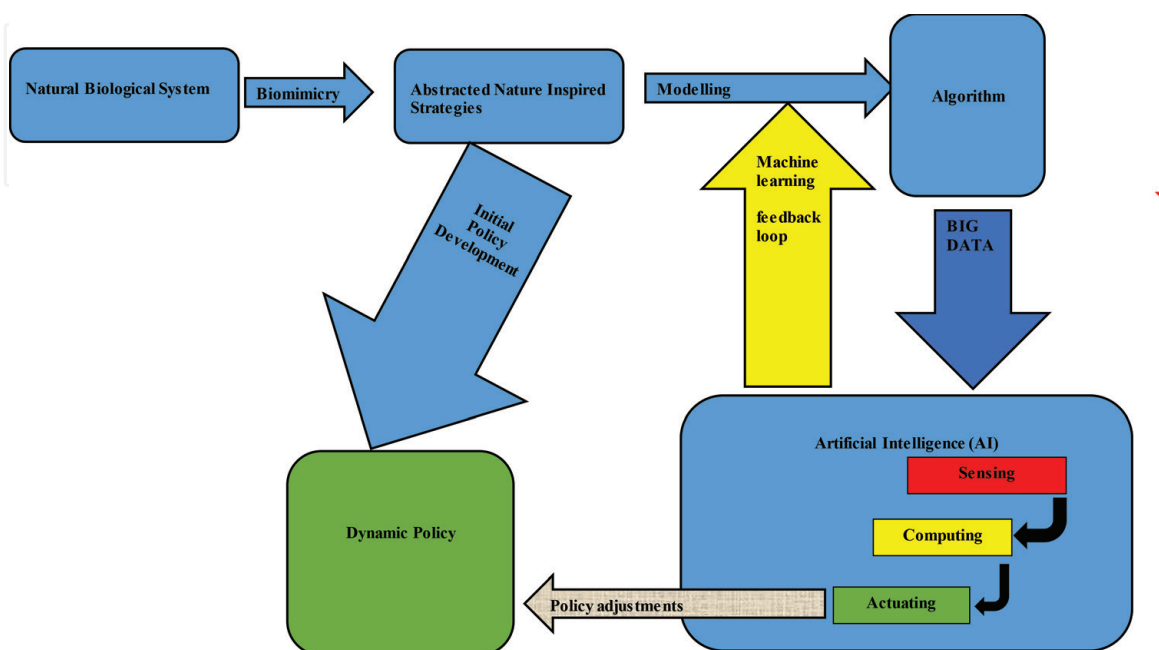 Natural Biological System
Biomimicry
Abstracted Nature Inspired
Strategies
Modelling
Algorithm
Machine
learning
feedback
loop
BIG
DATA
Initial
Policy
Development
Artificial Intelligence (AI)
Sensing
Computing
Actuating
Policy adjustments
Dynamic Policy